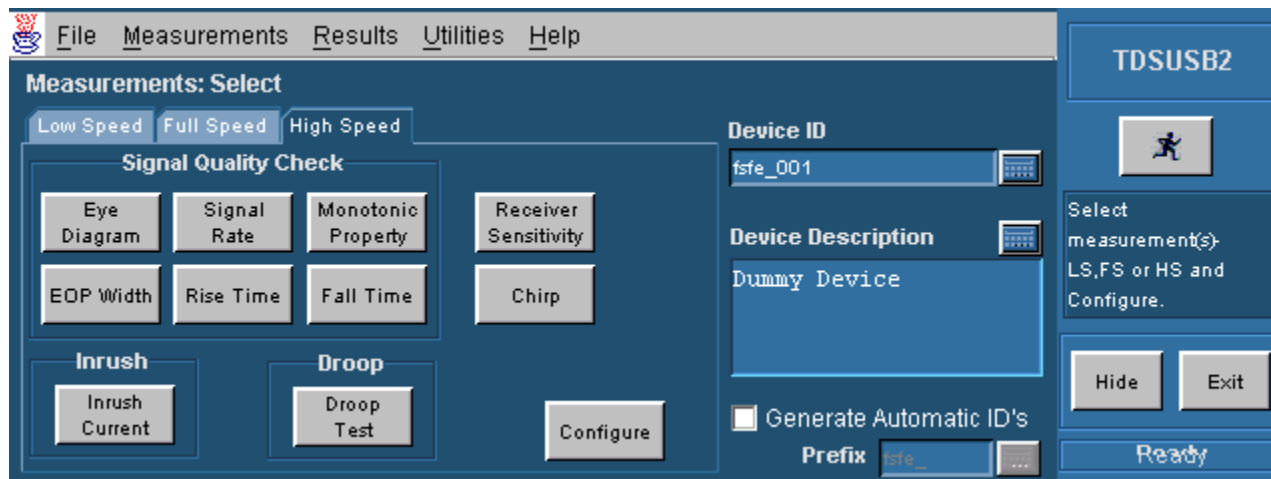 File Measurements Results Utilities Help
TDSUSB2
Measurements: Select
Low Speed Full Speed High Speed
Signal Quality Check
Eye Diagram
Signal Rate
Monotonic Property
Receiver Sensitivity
EOP Width
Rise Time
Fall Time
Chirp
Inrush
Inrush Current
Droop
Droop Test
Configure
Device ID
fsfe_001
Device Description
Dummy Device
Generate Automatic ID's
Prefix fsfe_
Select
measurement(s)-
LS,FS or HS and
Configure.
Hide Exit
Ready